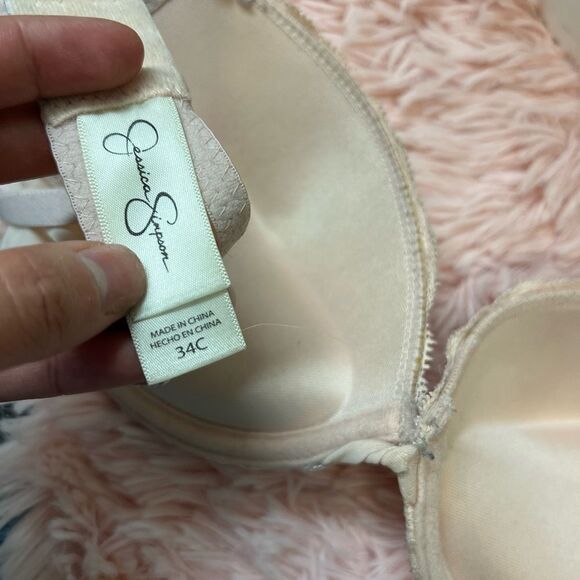 Jessica
Simpson
MADE IN CHINA
HECHO EN CHINA
34C